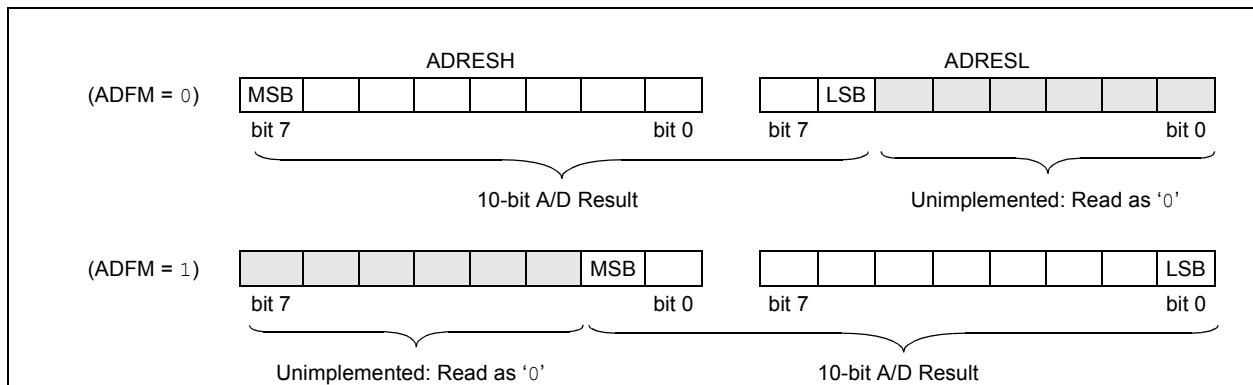 ADRESH ADRESL
(ADFM = 0) MSB LSB
bit 7 bit 0 bit 7 bit 0
10-bit A/D Result Unimplemented: Read as ‘0’
(ADFM = 1) MSB LSB
bit 7 bit 0 bit 7 bit 0
Unimplemented: Read as ‘0’ 10-bit A/D Result